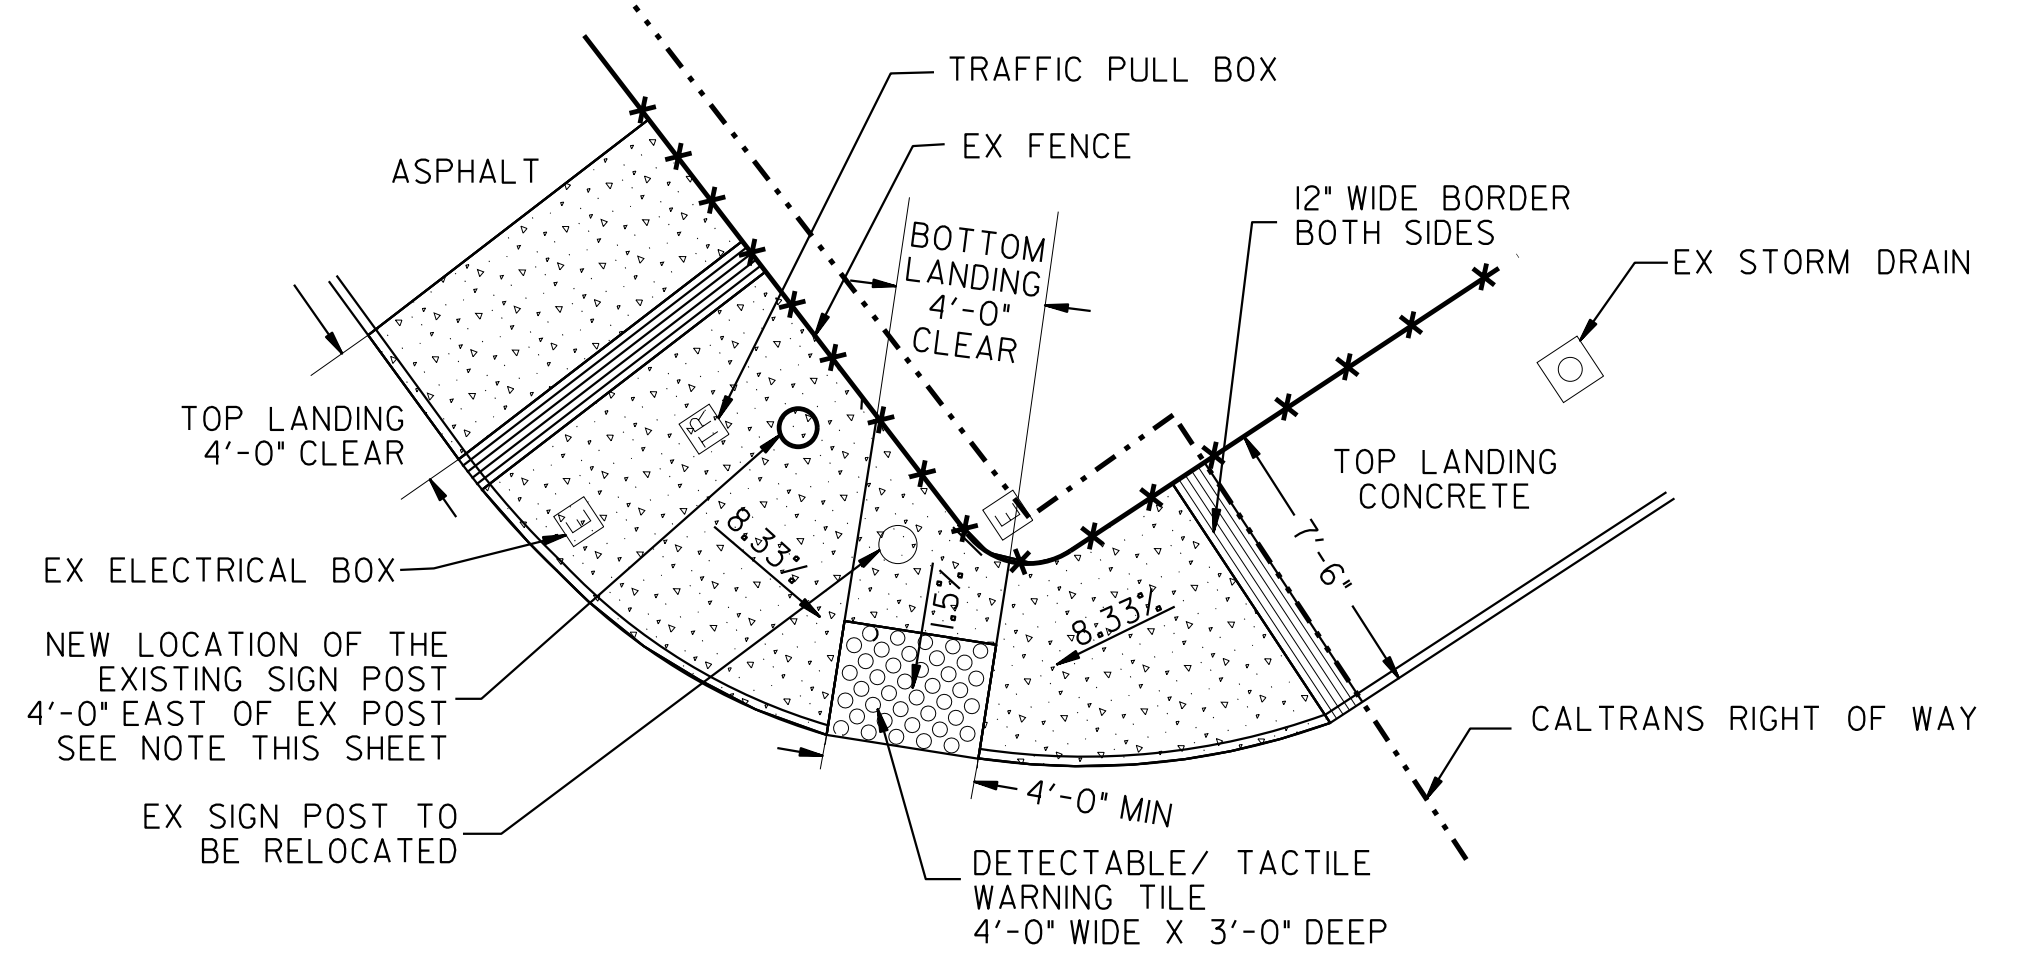 TRAFFIC PULL BOX
EX FENCE
ASPHALT
12" WIDE BORDER
BOTH SIDES
BOTTOM
LANDING
4'-0"
CLEAR
EX STORM DRAIN
TOP LANDING
4'-0" CLEAR
TR
TOP LANDING
CONCRETE
E
E
7'-6"
8.33%
1.5%
8.33%
EX ELECTRICAL BOX
NEW LOCATION OF THE
EXISTING SIGN POST
4'-0" EAST OF EX POST
SEE NOTE THIS SHEET
CALTRANS RIGHT OF WAY
4'-0" MIN
EX SIGN POST TO
BE RELOCATED
DETECTABLE/ TACTILE
WARNING TILE
4'-0" WIDE X 3'-0" DEEP